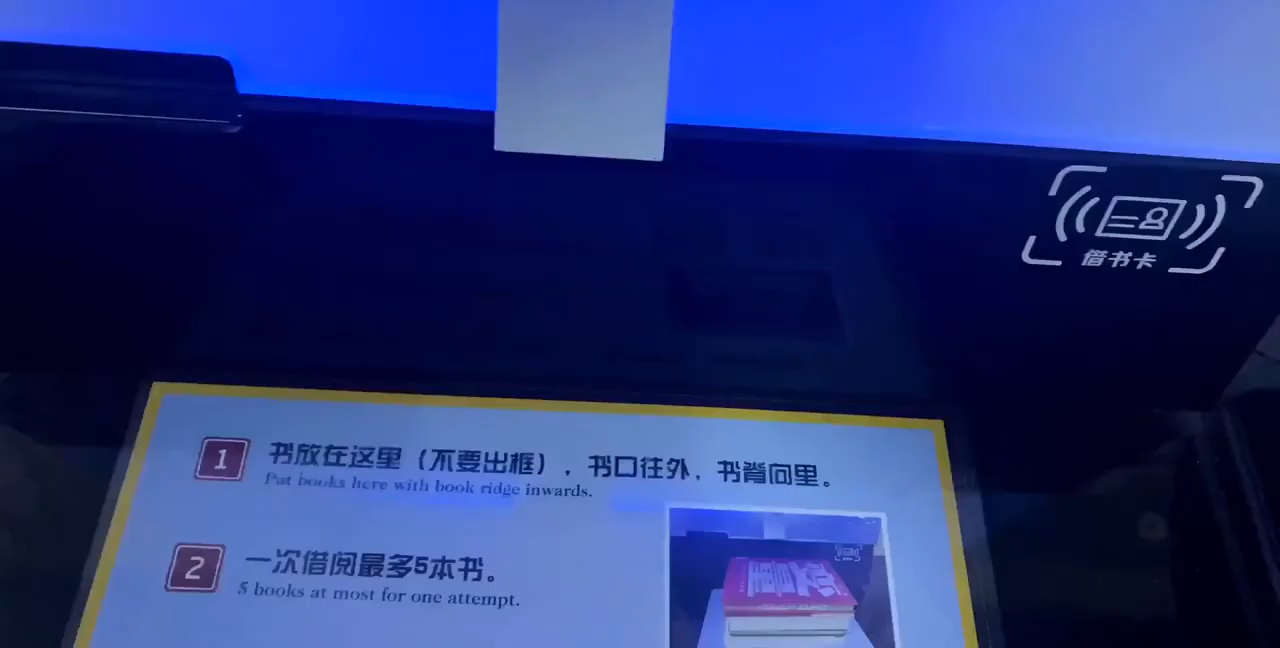 借书卡
1 书放在这里（不要出框），书口往外，书脊向里。
Put books here with book ridge inwards.
2 一次借阅最多5本书。
5 books at most for one attempt.